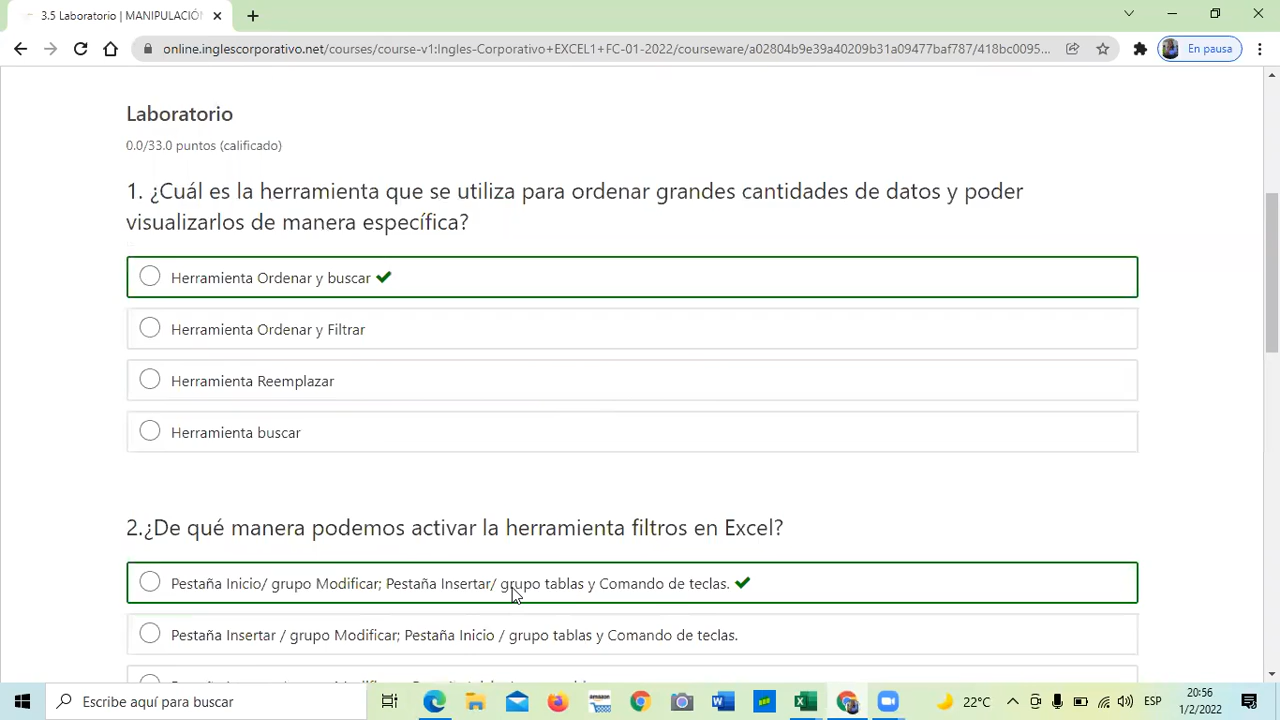 3.5 Laboratorio | MANIPULACIÓN
online.inglescorporativo.net/courses/course-v1:Ingles-Corporativo+EXCEL1+FC-01-2022/courseware/a02804b9e39a40209b31a09477baf787/418bc0095...
En pausa
Laboratorio
0.0/33.0 puntos (calificado)
1. ¿Cuál es la herramienta que se utiliza para ordenar grandes cantidades de datos y poder
visualizarlos de manera específica?
Herramienta Ordenar y buscar
Herramienta Ordenar y Filtrar
Herramienta Reemplazar
Herramienta buscar
2.¿De qué manera podemos activar la herramienta filtros en Excel?
Pestaña Inicio/ grupo Modificar; Pestaña Insertar/ grupo tablas y Comando de teclas.
Pestaña Insertar / grupo Modificar; Pestaña Inicio / grupo tablas y Comando de teclas.
Escribe aquí para buscar
amazon
22°C
ESP
20:56
1/2/2022